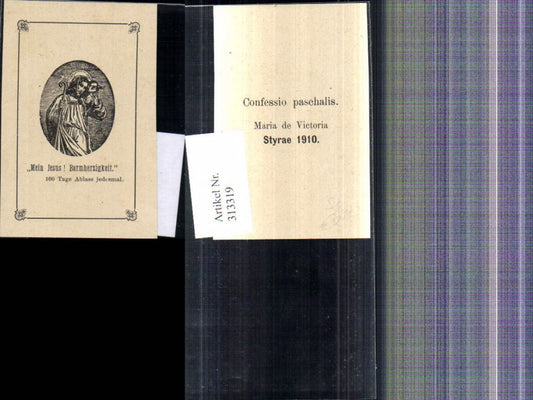 „Mein Jesus! Barmherzigkeit."
100 Tage Ablass jedesmal.
Confessio paschalis.
Maria de Victoria
Styrae 1910.
Artikel Nr.
313319